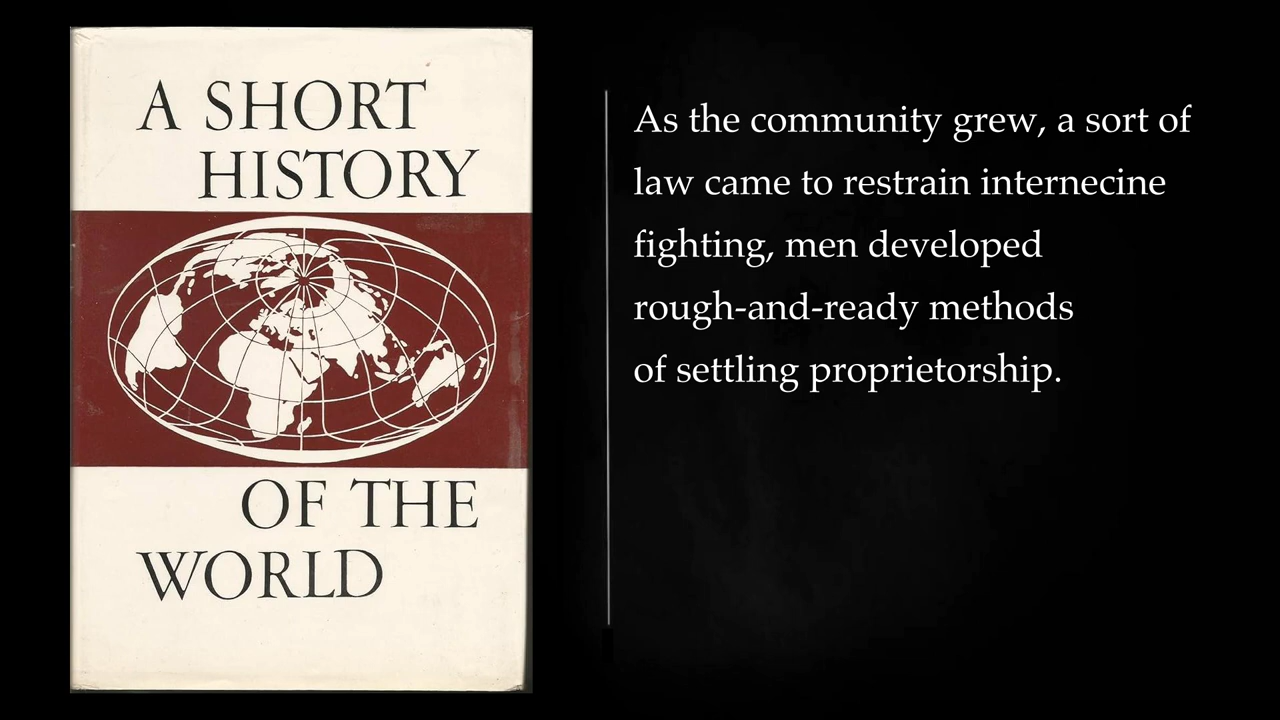 A SHORT
HISTORY
OF THE
WORLD
As the community grew, a sort of
law came to restrain internecine
fighting, men developed
rough-and-ready methods
of settling proprietorship.